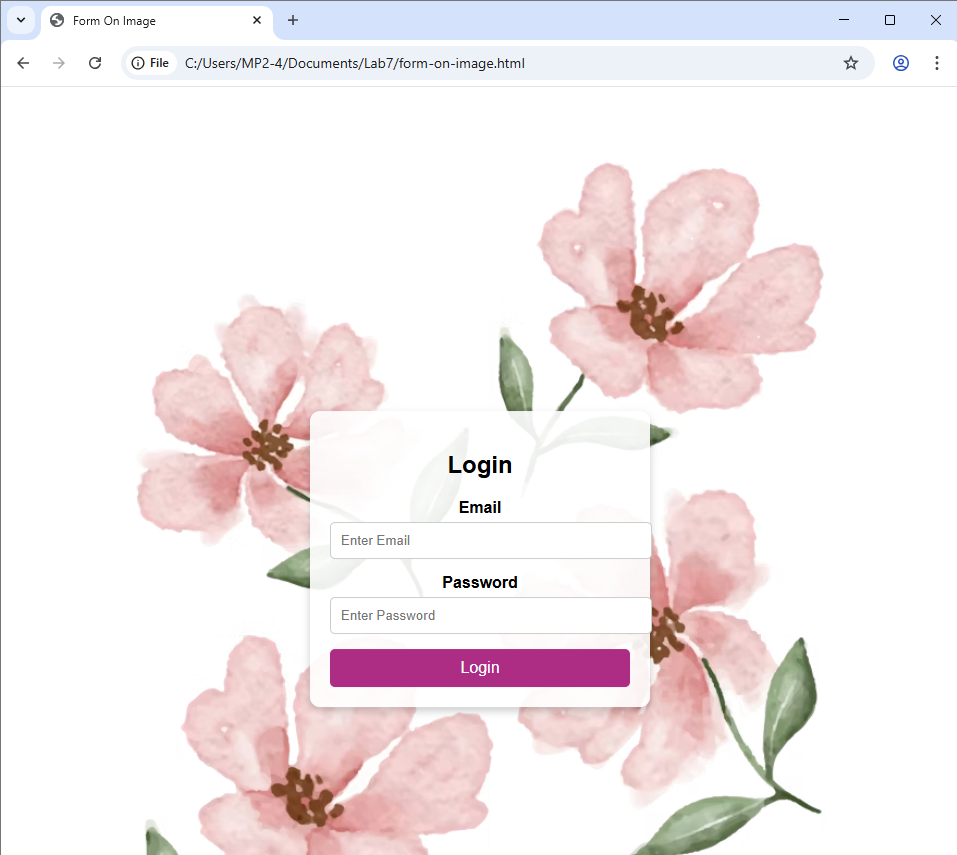 Form On Image
File
C:/Users/MP2-4/Documents/Lab7/form-on-image.html
Login
Email
Enter Email
Password
Enter Password
Login